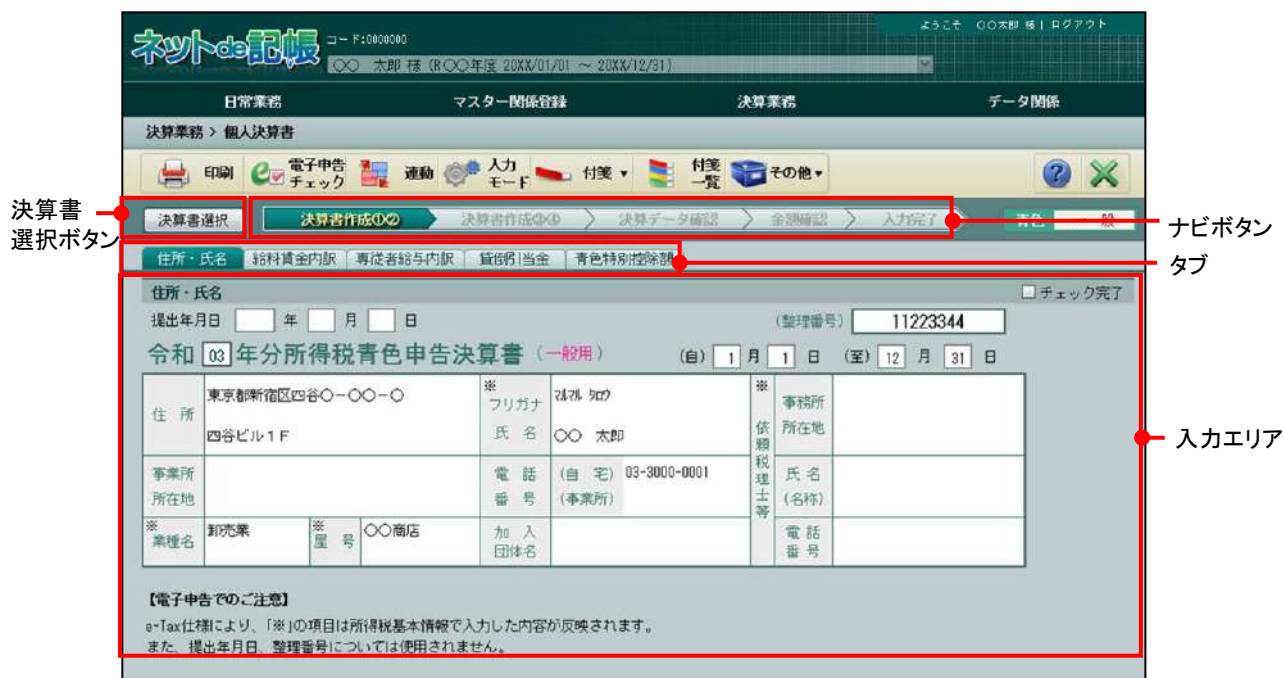 ようこそ 〇〇太郎 様 | ログアウト
ネットde記帳 コード:0000000
〇〇 太郎 様 (R〇〇年度 20XX/01/01 ～ 20XX/12/31)
日常業務 マスター関係登録 決算業務 データ関係
決算業務 > 個人決算書
印刷 電子申告チェック 連動 入力モード 付箋 ▼ 付箋一覧 その他 ▼
決算書
選択ボタン
決算書選択 決算書作成①② 決算書作成③④ 決算データ確認 金額確認 入力完了 青色 一般
ナビボタン
住所・氏名 給料賃金内訳 専従者給与内訳 貸倒引当金 青色特別控除額
タブ
住所・氏名 チェック完了
提出年月日 年 月 日 (整理番号) 11223344
令和 03 年分所得税青色申告決算書 (一般用) (自) 1 月 1 日 (至) 12 月 31 日
住 所 東京都新宿区四谷〇-〇〇-〇
四谷ビル1F
※
フリガナ ﾏﾙﾏﾙ ﾀﾛｳ
氏 名 〇〇 太郎
※
依頼税理士等
事務所
所在地
事業所
所在地
電 話
番 号
(自 宅) 03-3000-0001
(事業所)
氏 名
(名称)
※
業種名 卸売業
※
屋 号 〇〇商店
加 入
団体名
電 話
番 号
入力エリア
【電子申告でのご注意】
e-Tax仕様により、「※」の項目は所得税基本情報で入力した内容が反映されます。
また、提出年月日、整理番号については使用されません。